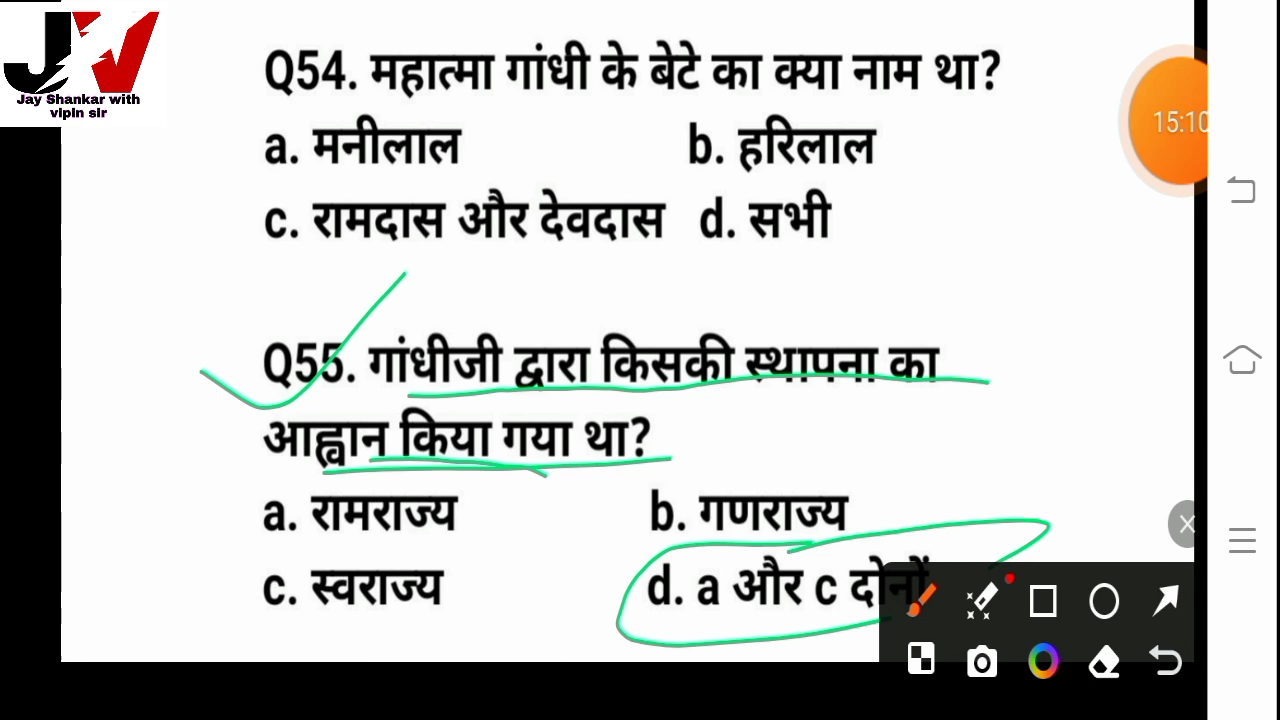 JV
Jay Shankar with
vipin sir
Q54. महात्मा गांधी के बेटे का क्या नाम था?
a. मनीलाल b. हरिलाल
c. रामदास और देवदास d. सभी
15:10
Q55. गांधीजी द्वारा किसकी स्थापना का
आह्वान किया गया था?
a. रामराज्य b. गणराज्य
c. स्वराज्य d. a और c दोनों